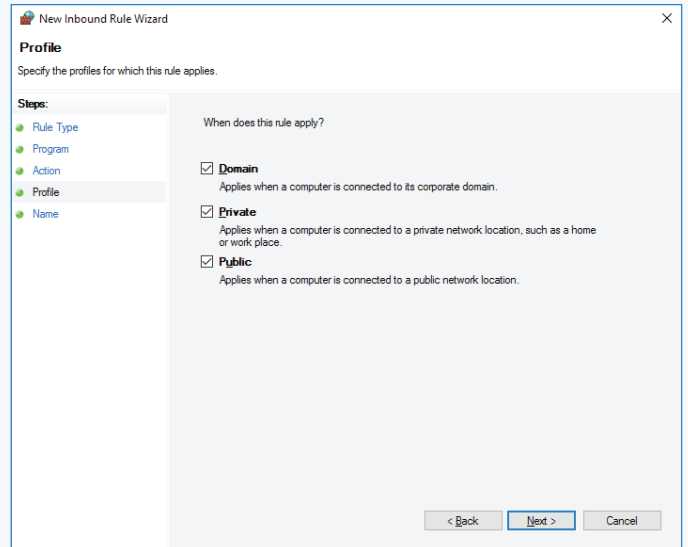 New Inbound Rule Wizard
Profile
Specify the profiles for which this rule applies.
Steps:
Rule Type
Program
Action
Profile
Name
When does this rule apply?
Domain
Applies when a computer is connected to its corporate domain.
Private
Applies when a computer is connected to a private network location, such as a home
or work place.
Public
Applies when a computer is connected to a public network location.
< Back
Next >
Cancel